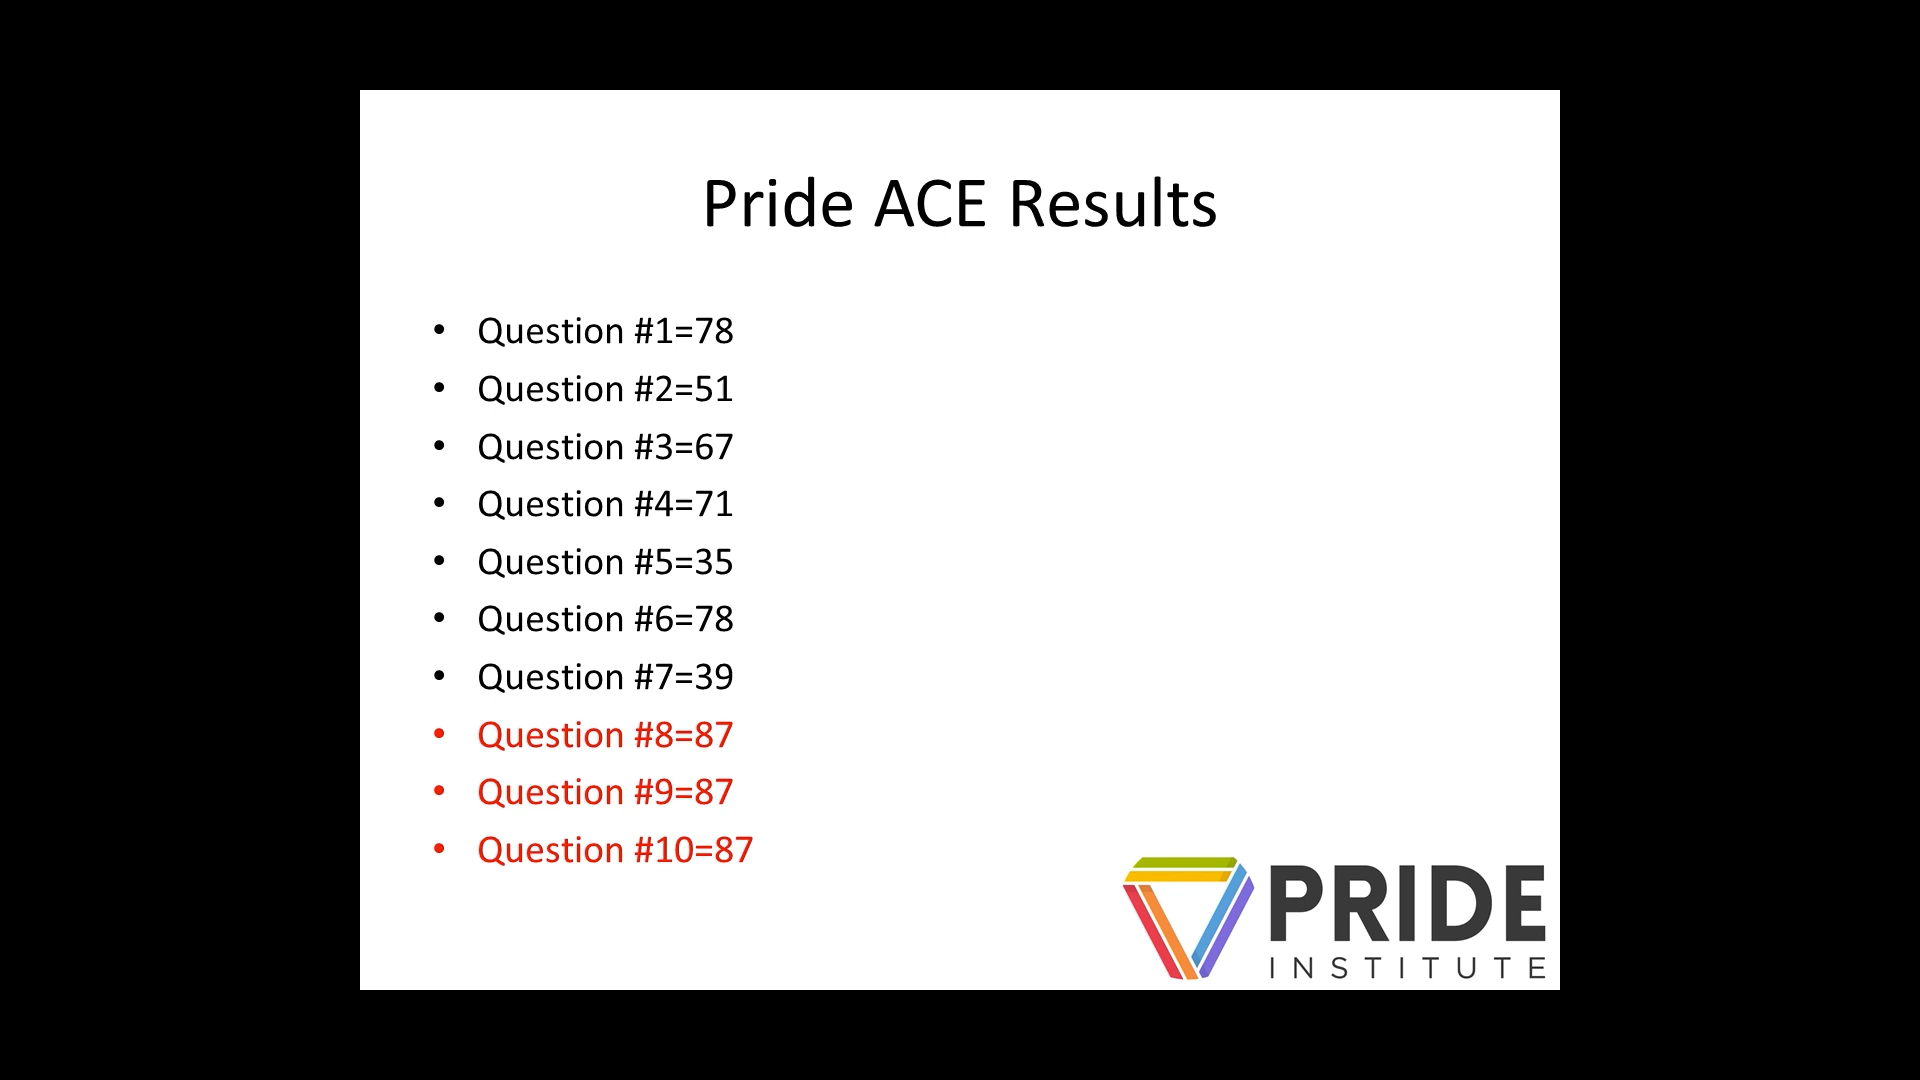 Pride ACE Results
• Question #1=78
• Question #2=51
• Question #3=67
• Question #4=71
• Question #5=35
• Question #6=78
• Question #7=39
• Question #8=87
• Question #9=87
• Question #10=87
PRIDE
INSTITUTE